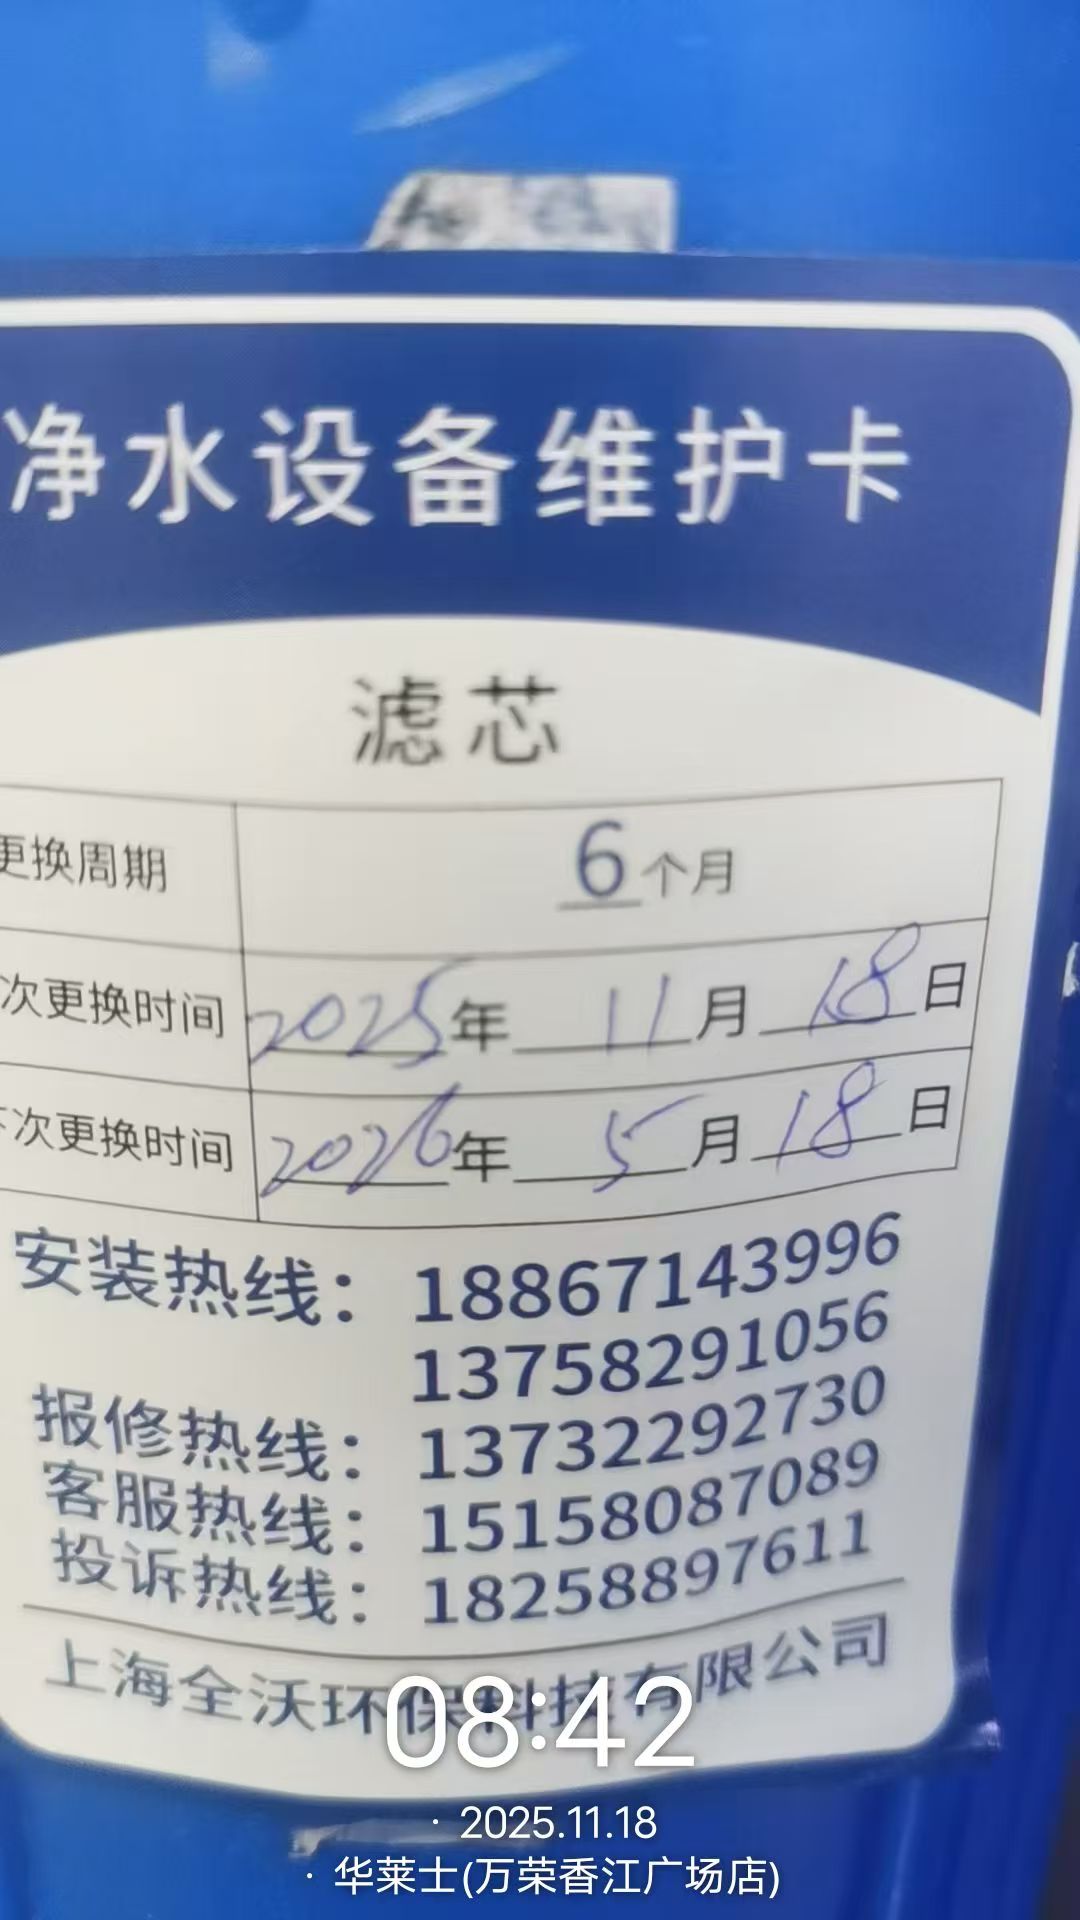 净水设备维护卡
滤芯
更换周期 6个月
次更换时间 2025年 11月 18日
下次更换时间 2026年 5月 18日
安装热线：18867143996
13758291056
报修热线：13732292730
客服热线：15158087089
投诉热线：18258897611
上海全沃环保科技有限公司
08:42
· 2025.11.18
· 华莱士(万荣香江广场店)